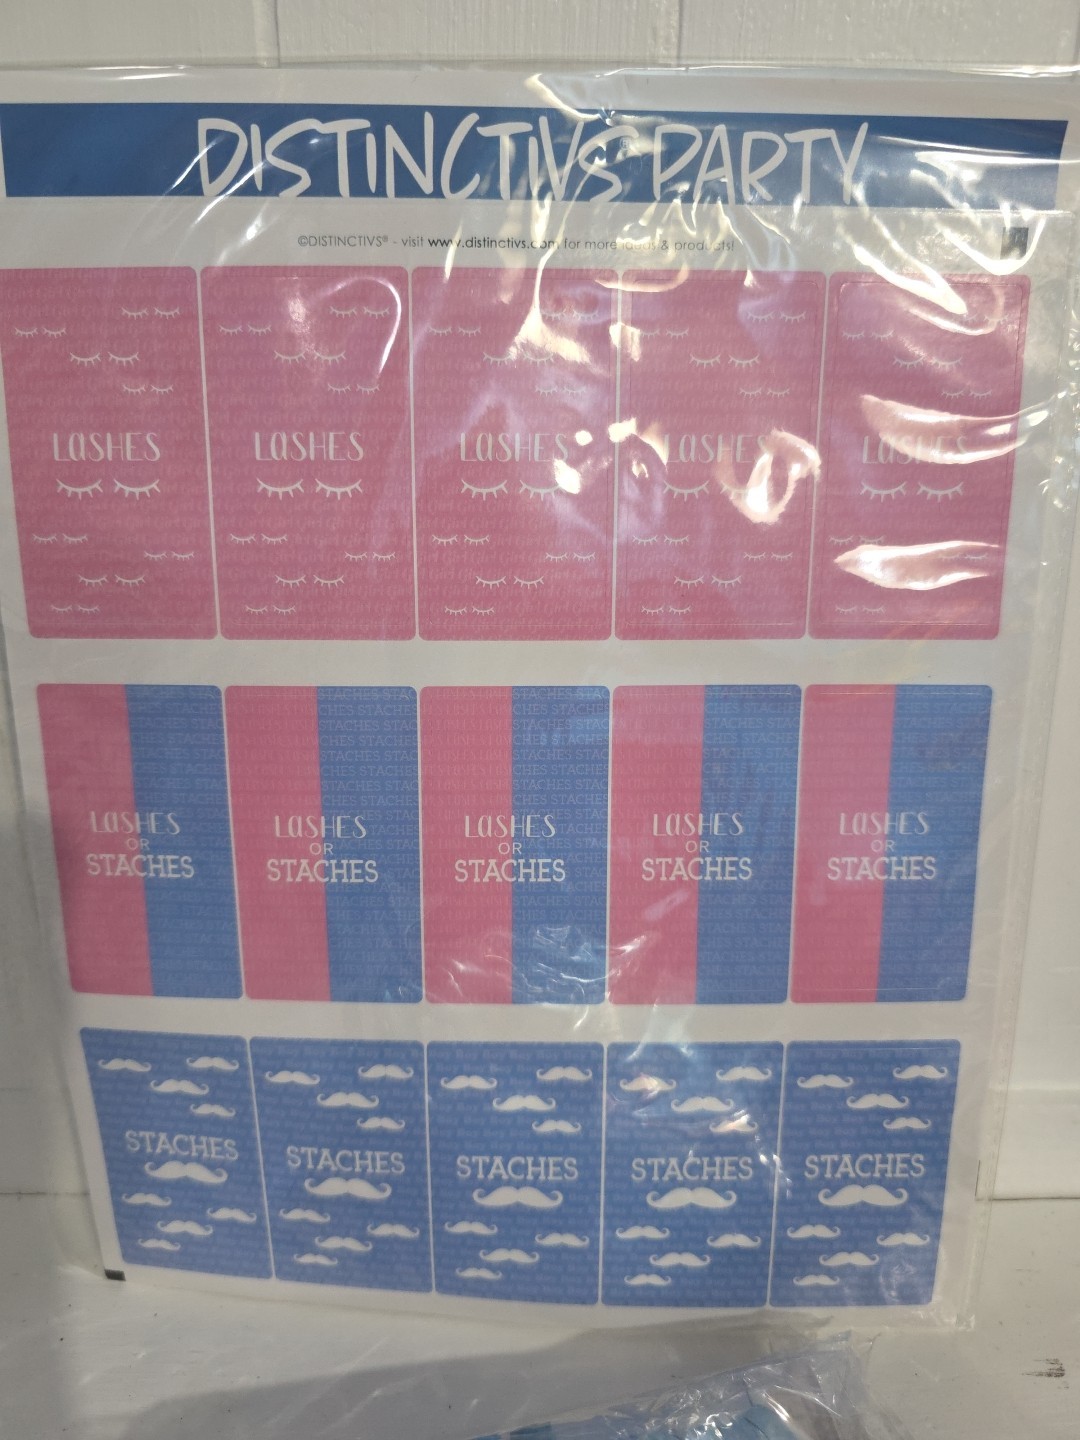 DISTINCTIVS PARTY
©DISTINCTIVS® - visit www.distinctivs.com for more ideas & products!
LASHES LASHES LASHES LASHES LASHES
LASHES LASHES LASHES LASHES LASHES
OR OR OR OR OR
STACHES STACHES STACHES STACHES STACHES
STACHES STACHES STACHES STACHES STACHES